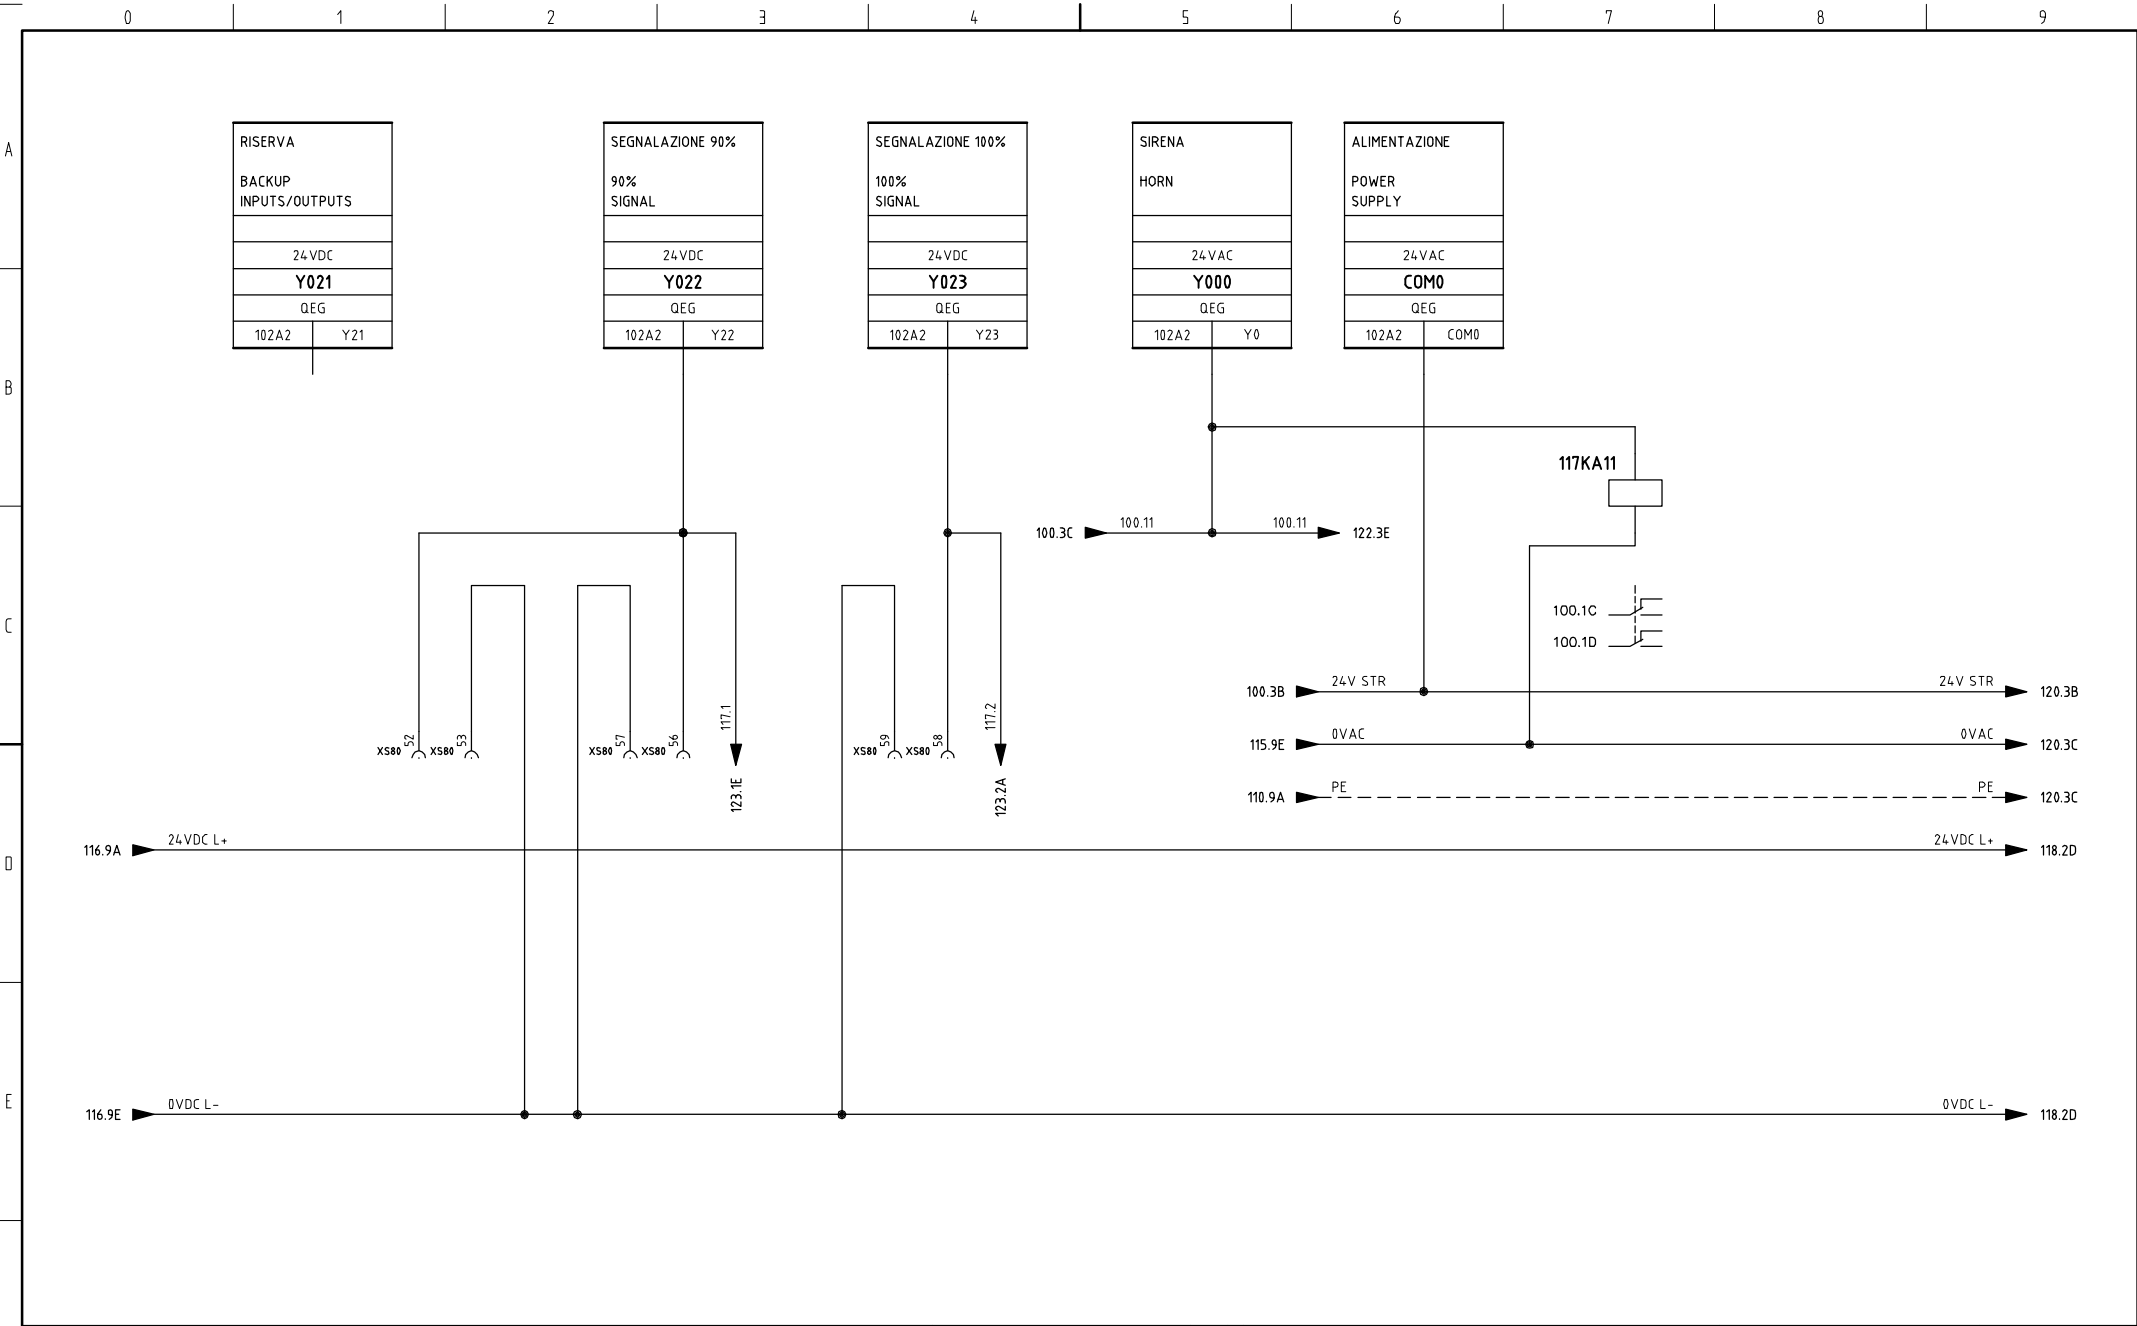 0 1 2 3 4 5 6 7 8 9
A
B
C
D
E
RISERVA
BACKUP
INPUTS/OUTPUTS
24VDC
Y021
QEG
102A2 Y21
SEGNALAZIONE 90%
90%
SIGNAL
24VDC
Y022
QEG
102A2 Y22
SEGNALAZIONE 100%
100%
SIGNAL
24VDC
Y023
QEG
102A2 Y23
SIRENA
HORN
24VAC
Y000
QEG
102A2 Y0
ALIMENTAZIONE
POWER
SUPPLY
24VAC
COM0
QEG
102A2 COM0
117KA11
100.3C 100.11 100.11 122.3E
100.1C
100.1D
100.3B 24V STR 24V STR 120.3B
115.9E 0VAC 0VAC 120.3C
110.9A PE PE 120.3C
XS80 52
XS80 53
XS80 57
XS80 56
117.1
123.1E
XS80 59
XS80 58
117.2
123.2A
116.9A 24VDC L+ 24VDC L+ 118.2D
116.9E 0VDC L- 0VDC L- 118.2D